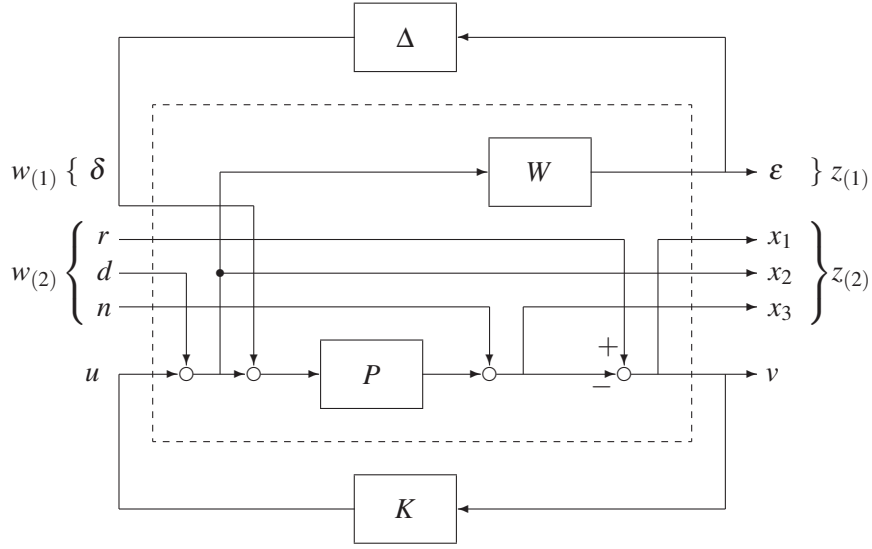 Δ
w(1) { δ W ε } z(1)
r x1
w(2) { d x2 } z(2)
n x3
+
u P − v
K